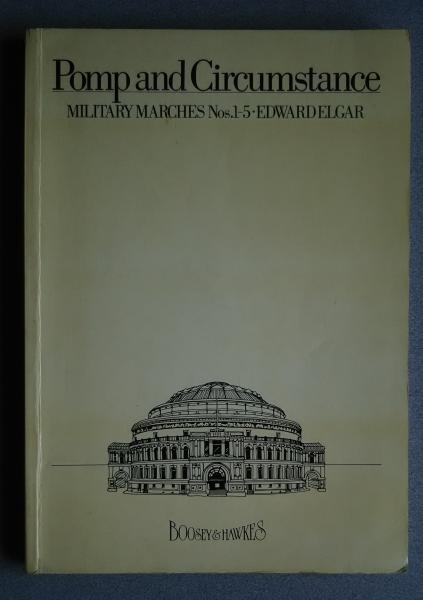 Pomp and Circumstance
MILITARY MARCHES Nos.1-5·EDWARD ELGAR
BOOSEY & HAWKES